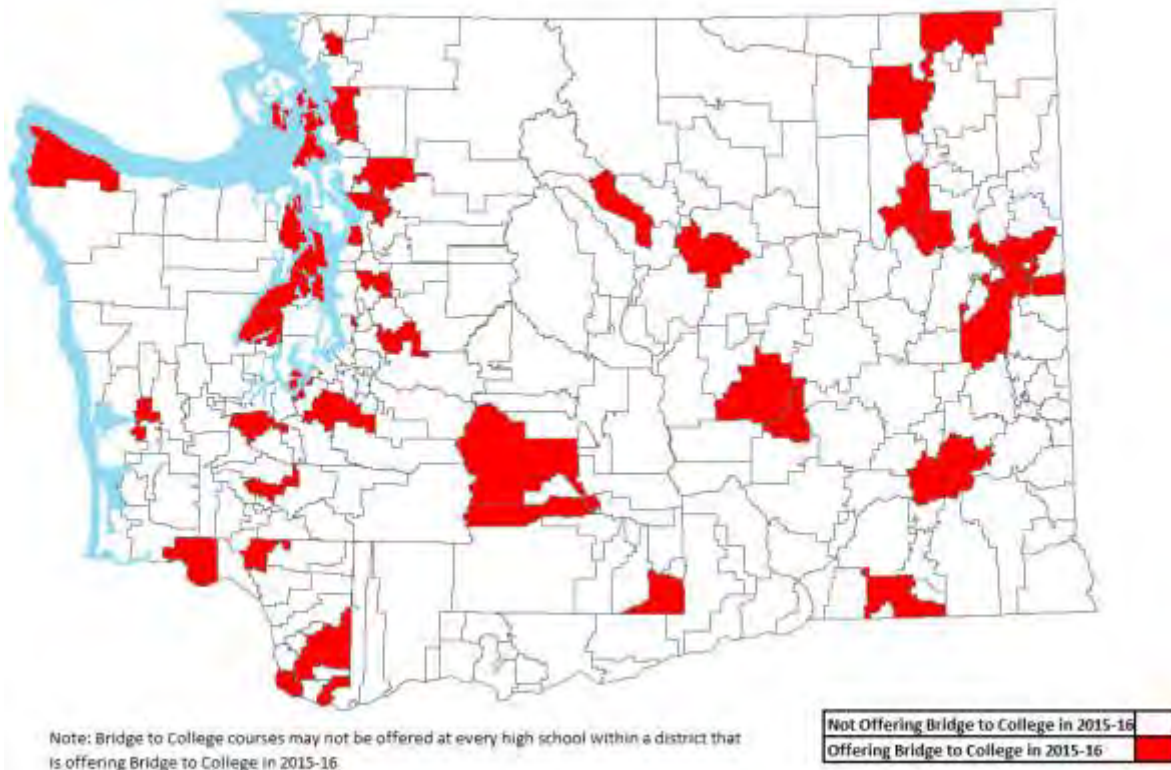 Note: Bridge to College courses may not be offered at every high school within a district that
is offering Bridge to College in 2015-16
Not Offering Bridge to College in 2015-16
Offering Bridge to College in 2015-16